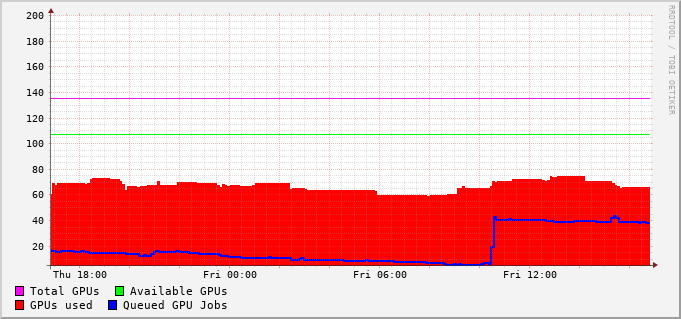 200
180
160
140
120
100
80
60
40
20
Thu 18:00 Fri 00:00 Fri 06:00 Fri 12:00
Total GPUs Available GPUs
GPUs used Queued GPU Jobs
RRDTOOL / TOBI OETIKER